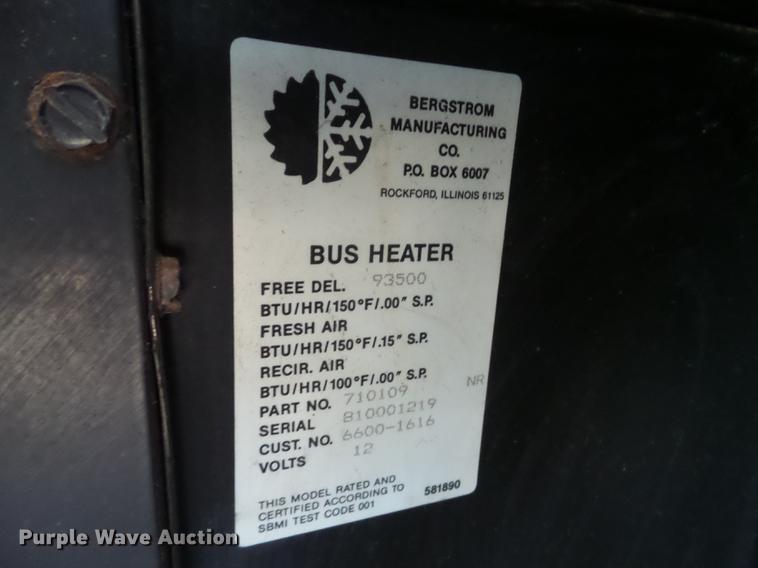 BERGSTROM
MANUFACTURING
CO.
P.O. BOX 6007
ROCKFORD, ILLINOIS 61125
BUS HEATER
FREE DEL. 93500
BTU/HR/150°F/.00" S.P.
FRESH AIR
BTU/HR/150°F/.15" S.P.
RECIR. AIR
BTU/HR/100°F/.00" S.P. NR
PART NO. 710109
SERIAL 810001219
CUST. NO. 6600-1616
VOLTS 12
THIS MODEL RATED AND
CERTIFIED ACCORDING TO 581890
SBMI TEST CODE 001
Purple Wave Auction